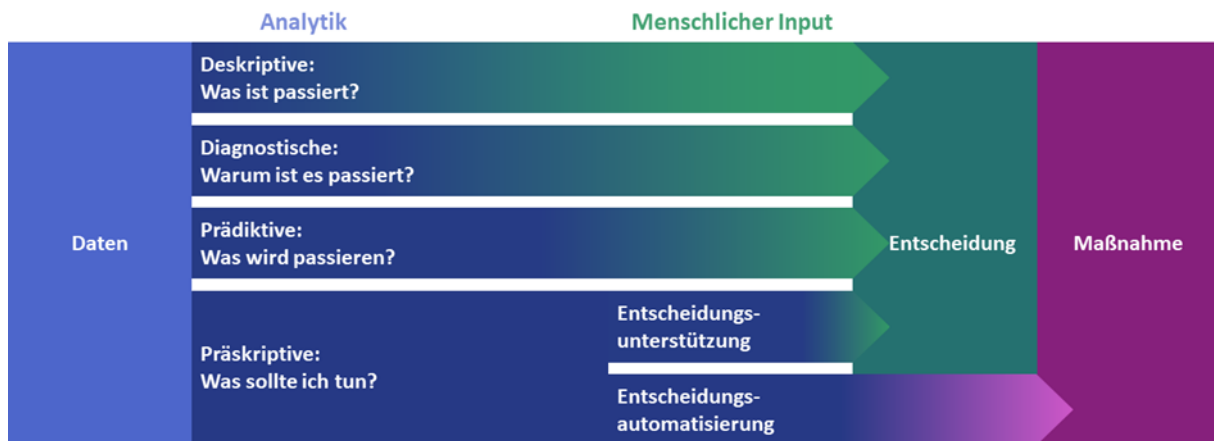 Analytik
Menschlicher Input
Deskriptive:
Was ist passiert?
Diagnostische:
Warum ist es passiert?
Prädiktive:
Was wird passieren?
Daten
Entscheidung
Maßnahme
Präskriptive:
Was sollte ich tun?
Entscheidungs-
unterstützung
Entscheidungs-
automatisierung